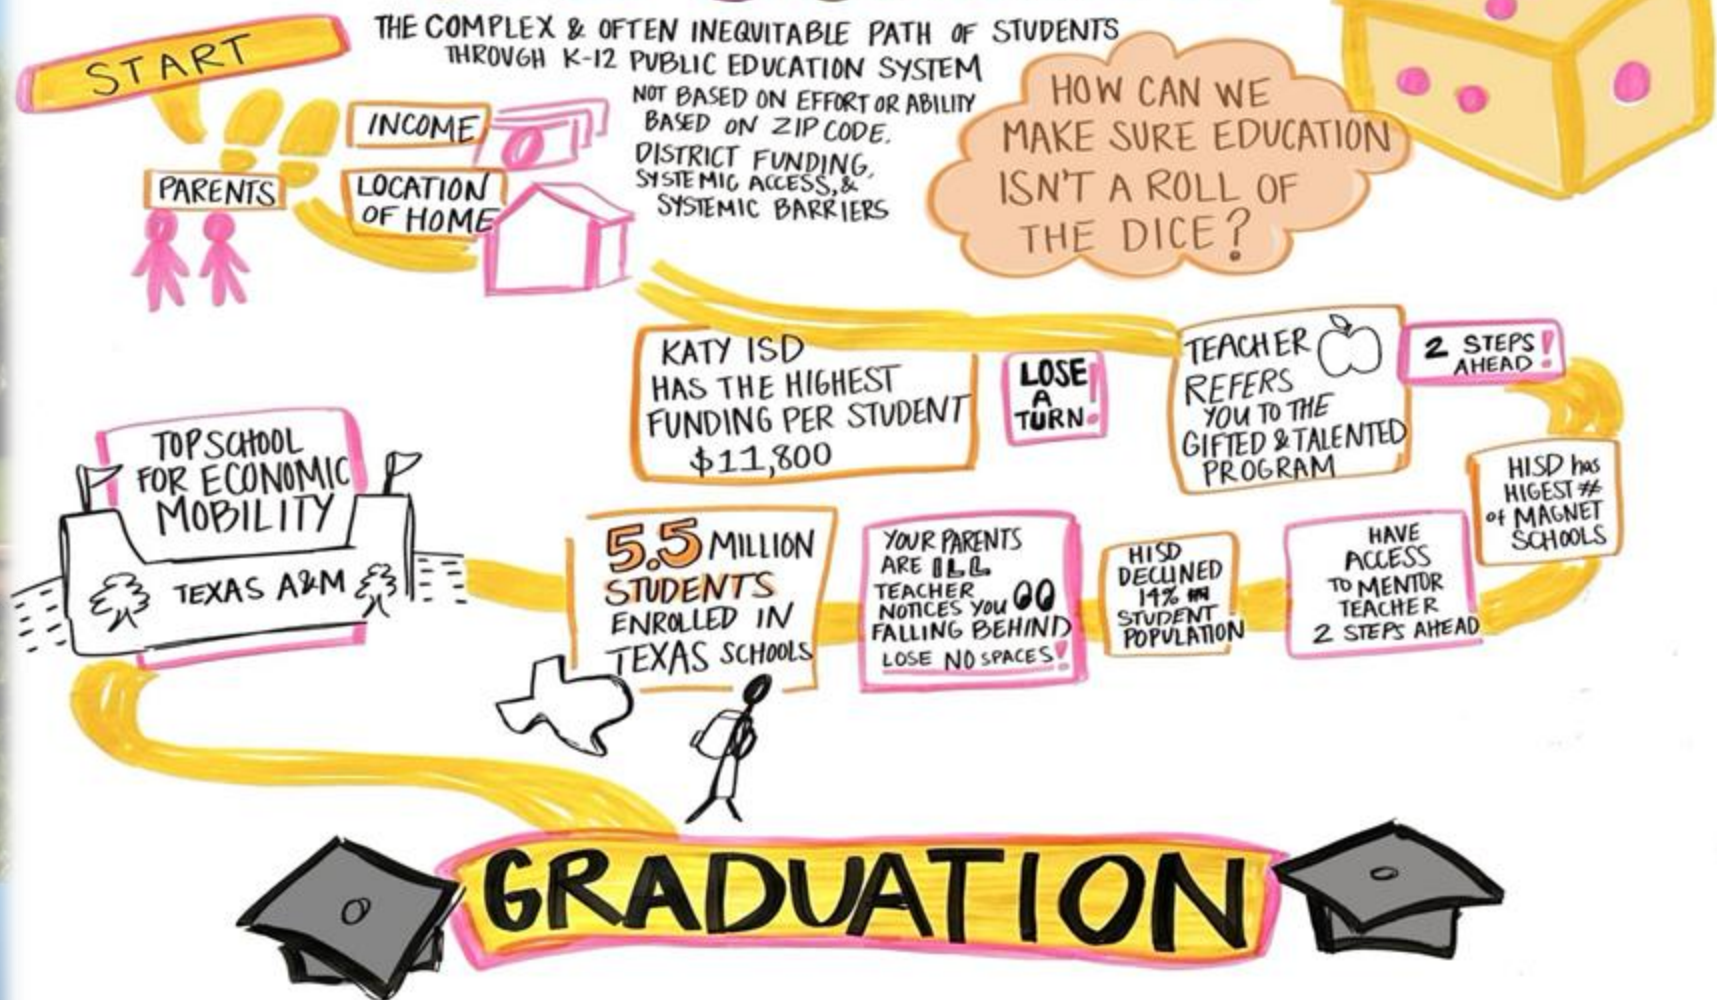 START
THE COMPLEX & OFTEN INEQUITABLE PATH OF STUDENTS
THROUGH K-12 PUBLIC EDUCATION SYSTEM
NOT BASED ON EFFORT OR ABILITY
BASED ON ZIP CODE,
DISTRICT FUNDING,
SYSTEMIC ACCESS, &
SYSTEMIC BARRIERS
INCOME
PARENTS
LOCATION
OF HOME
HOW CAN WE
MAKE SURE EDUCATION
ISN'T A ROLL OF
THE DICE?
KATY ISD
HAS THE HIGHEST
FUNDING PER STUDENT
$11,800
LOSE
A
TURN!
TEACHER
REFERS
YOU TO THE
GIFTED & TALENTED
PROGRAM
2 STEPS
AHEAD!
HISD has
HIGEST #
of MAGNET
SCHOOLS
HAVE
ACCESS
TO MENTOR
TEACHER
2 STEPS AHEAD
HISD
DECLINED
14% IN
STUDENT
POPULATION
YOUR PARENTS
ARE ILL
TEACHER
NOTICES YOU
FALLING BEHIND
LOSE NO SPACES!
5.5 MILLION
STUDENTS
ENROLLED IN
TEXAS SCHOOLS
TOP SCHOOL
FOR ECONOMIC
MOBILITY
TEXAS A&M
GRADUATION